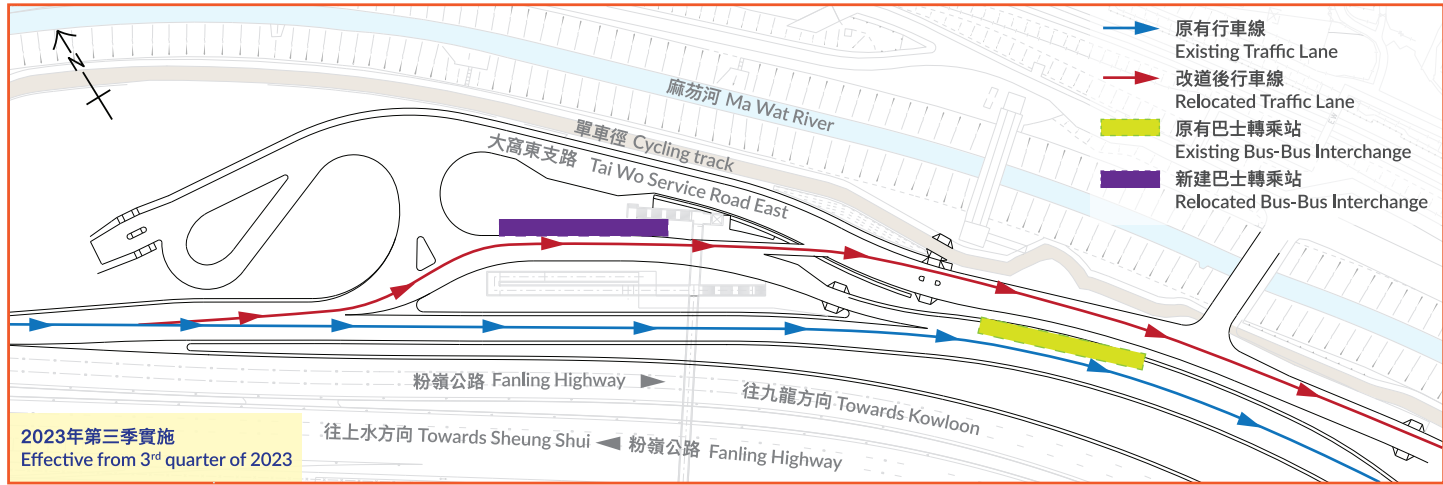 原有行車線
Existing Traffic Lane
改道後行車線
Relocated Traffic Lane
原有巴士轉乘站
Existing Bus-Bus Interchange
新建巴士轉乘站
Relocated Bus-Bus Interchange
N
麻笏河 Ma Wat River
單車徑 Cycling track
大窩東支路 Tai Wo Service Road East
粉嶺公路 Fanling Highway
往九龍方向 Towards Kowloon
往上水方向 Towards Sheung Shui
粉嶺公路 Fanling Highway
2023年第三季實施
Effective from 3rd quarter of 2023